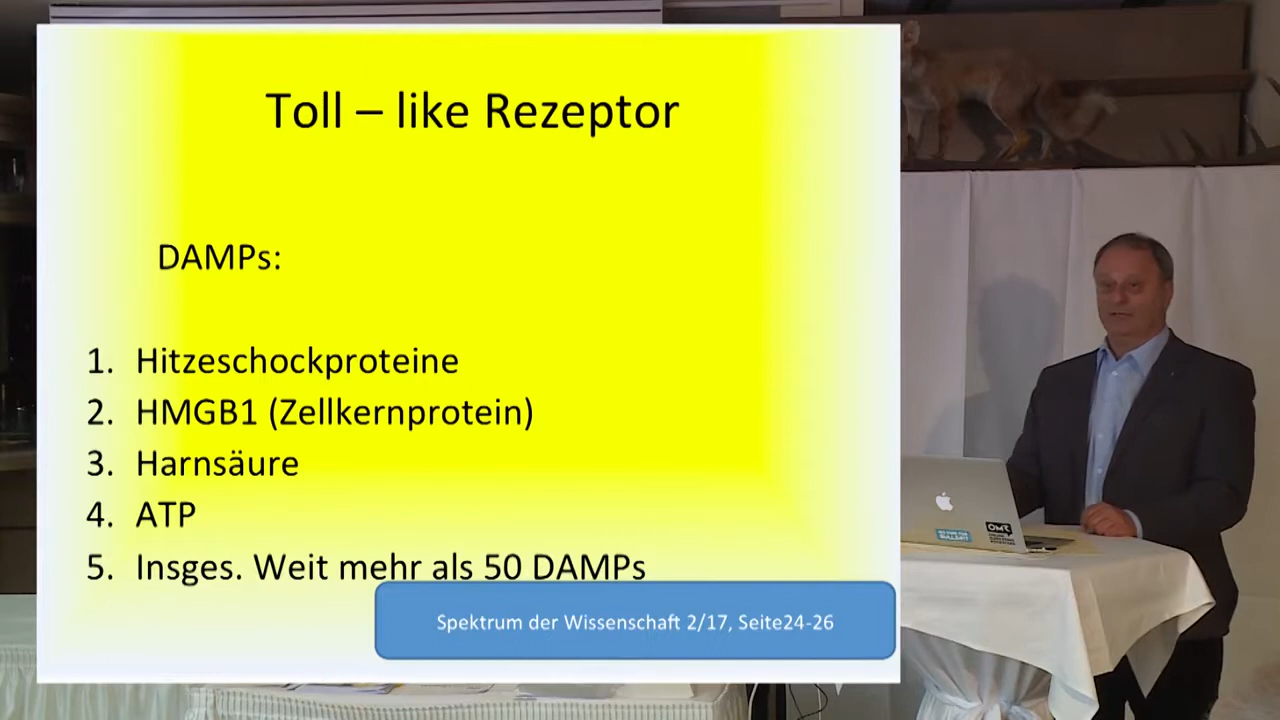 Toll – like Rezeptor
DAMPs:
1. Hitzeschockproteine
2. HMGB1 (Zellkernprotein)
3. Harnsäure
4. ATP
5. Insges. Weit mehr als 50 DAMPs
Spektrum der Wissenschaft 2/17, Seite24-26